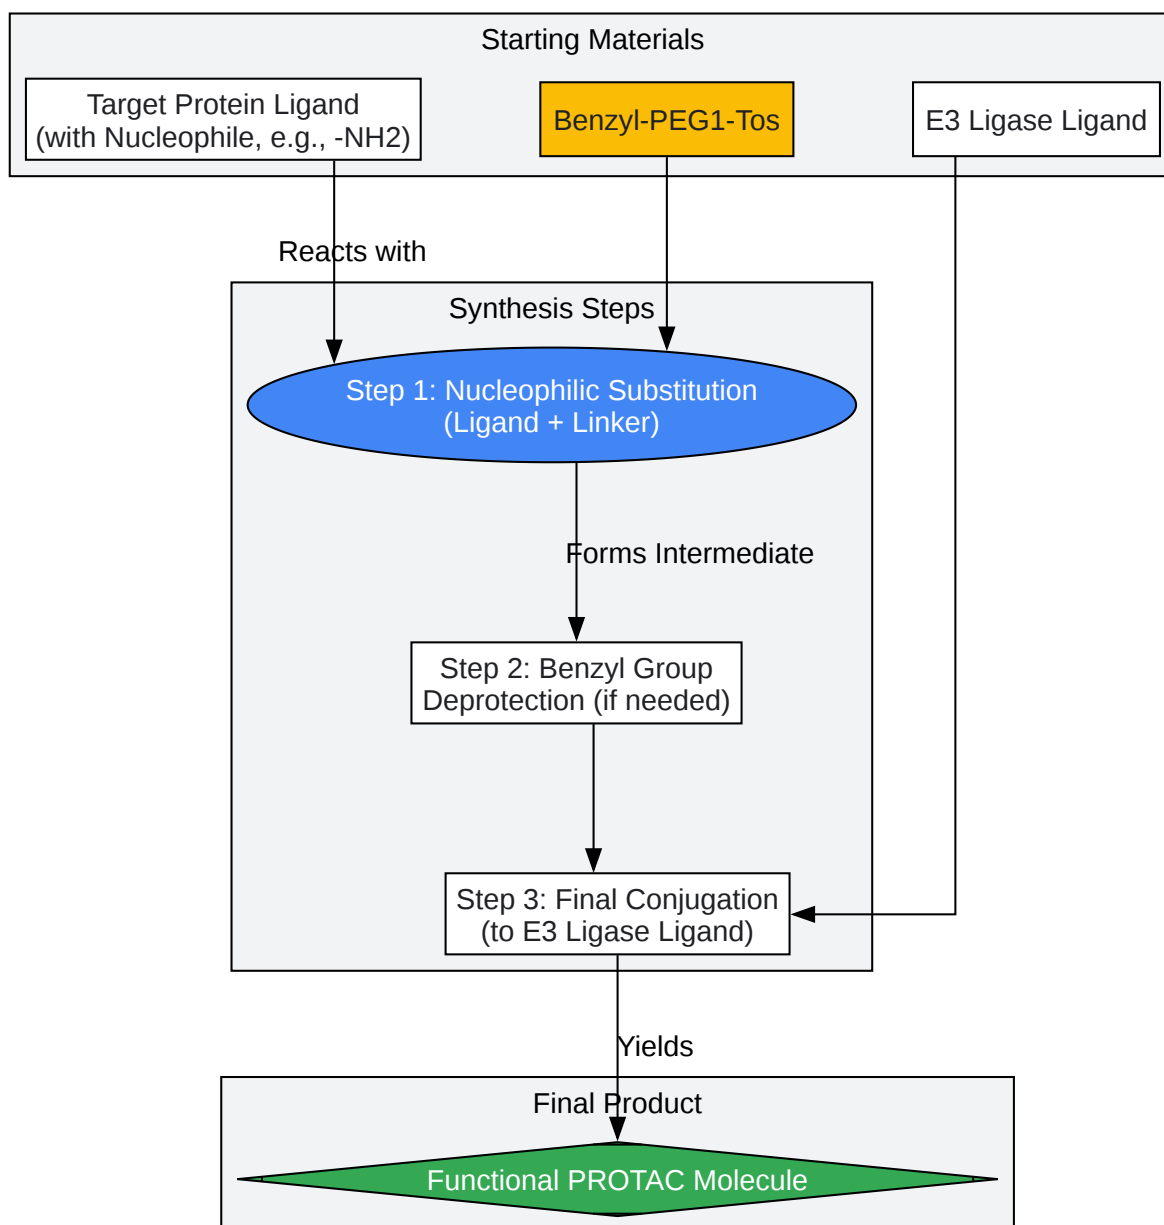 Starting Materials
Target Protein Ligand
(with Nucleophile, e.g., -NH2)
Benzyl-PEG1-Tos
E3 Ligase Ligand
Reacts with
Synthesis Steps
Step 1: Nucleophilic Substitution
(Ligand + Linker)
Forms Intermediate
Step 2: Benzyl Group
Deprotection (if needed)
Step 3: Final Conjugation
(to E3 Ligase Ligand)
Yields
Final Product
Functional PROTAC Molecule